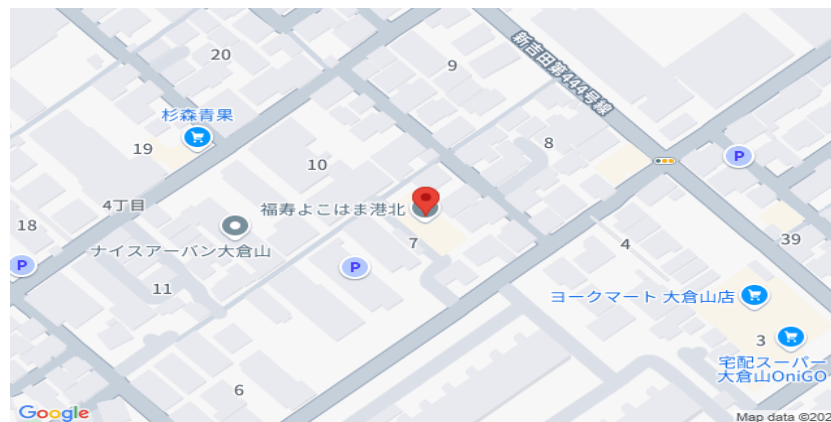 20
9
新吉田第444号線
杉森青果
19
8
10
P
4丁目
福寿よこはま港北
18
7
4
39
ナイスアーバン大倉山
P
P
11
ヨークマート 大倉山店
3
宅配スーパー
大倉山OniGO
6
Google
Map data ©202